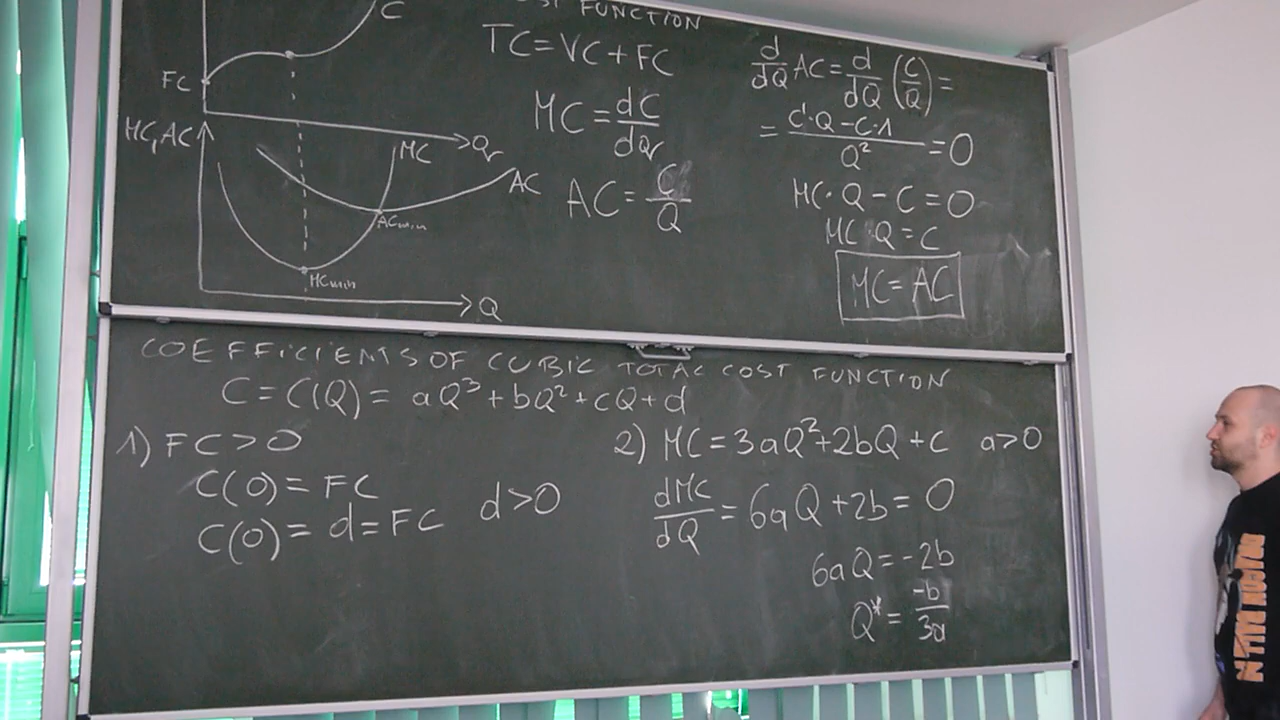 ST FUNCTION
C
FC
Q
MC, AC
MC
AC
ACmin
MCmin
Q
TC = VC + FC
MC = dC/dQ
AC = C/Q
d/dQ AC = d/dQ (C/Q) =
= C'·Q - C·1 / Q² = 0
MC · Q - C = 0
MC · Q = C
MC = AC
COEFFICIENTS OF CUBIC TOTAL COST FUNCTION
C = C(Q) = aQ³ + bQ² + cQ + d
1) FC > 0
C(0) = FC
C(0) = d = FC d > 0
2) MC = 3aQ² + 2bQ + c a > 0
dMC/dQ = 6aQ + 2b = 0
6aQ = -2b
Q* = -b/3a